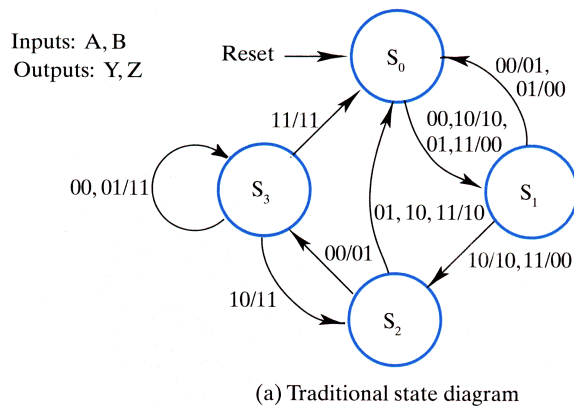 Inputs: A, B
Outputs: Y, Z
Reset
S0
00/01,
01/00
11/11
00,10/10,
01,11/00
00, 01/11
S3
S1
01, 10, 11/10
00/01
10/10, 11/00
10/11
S2
(a) Traditional state diagram